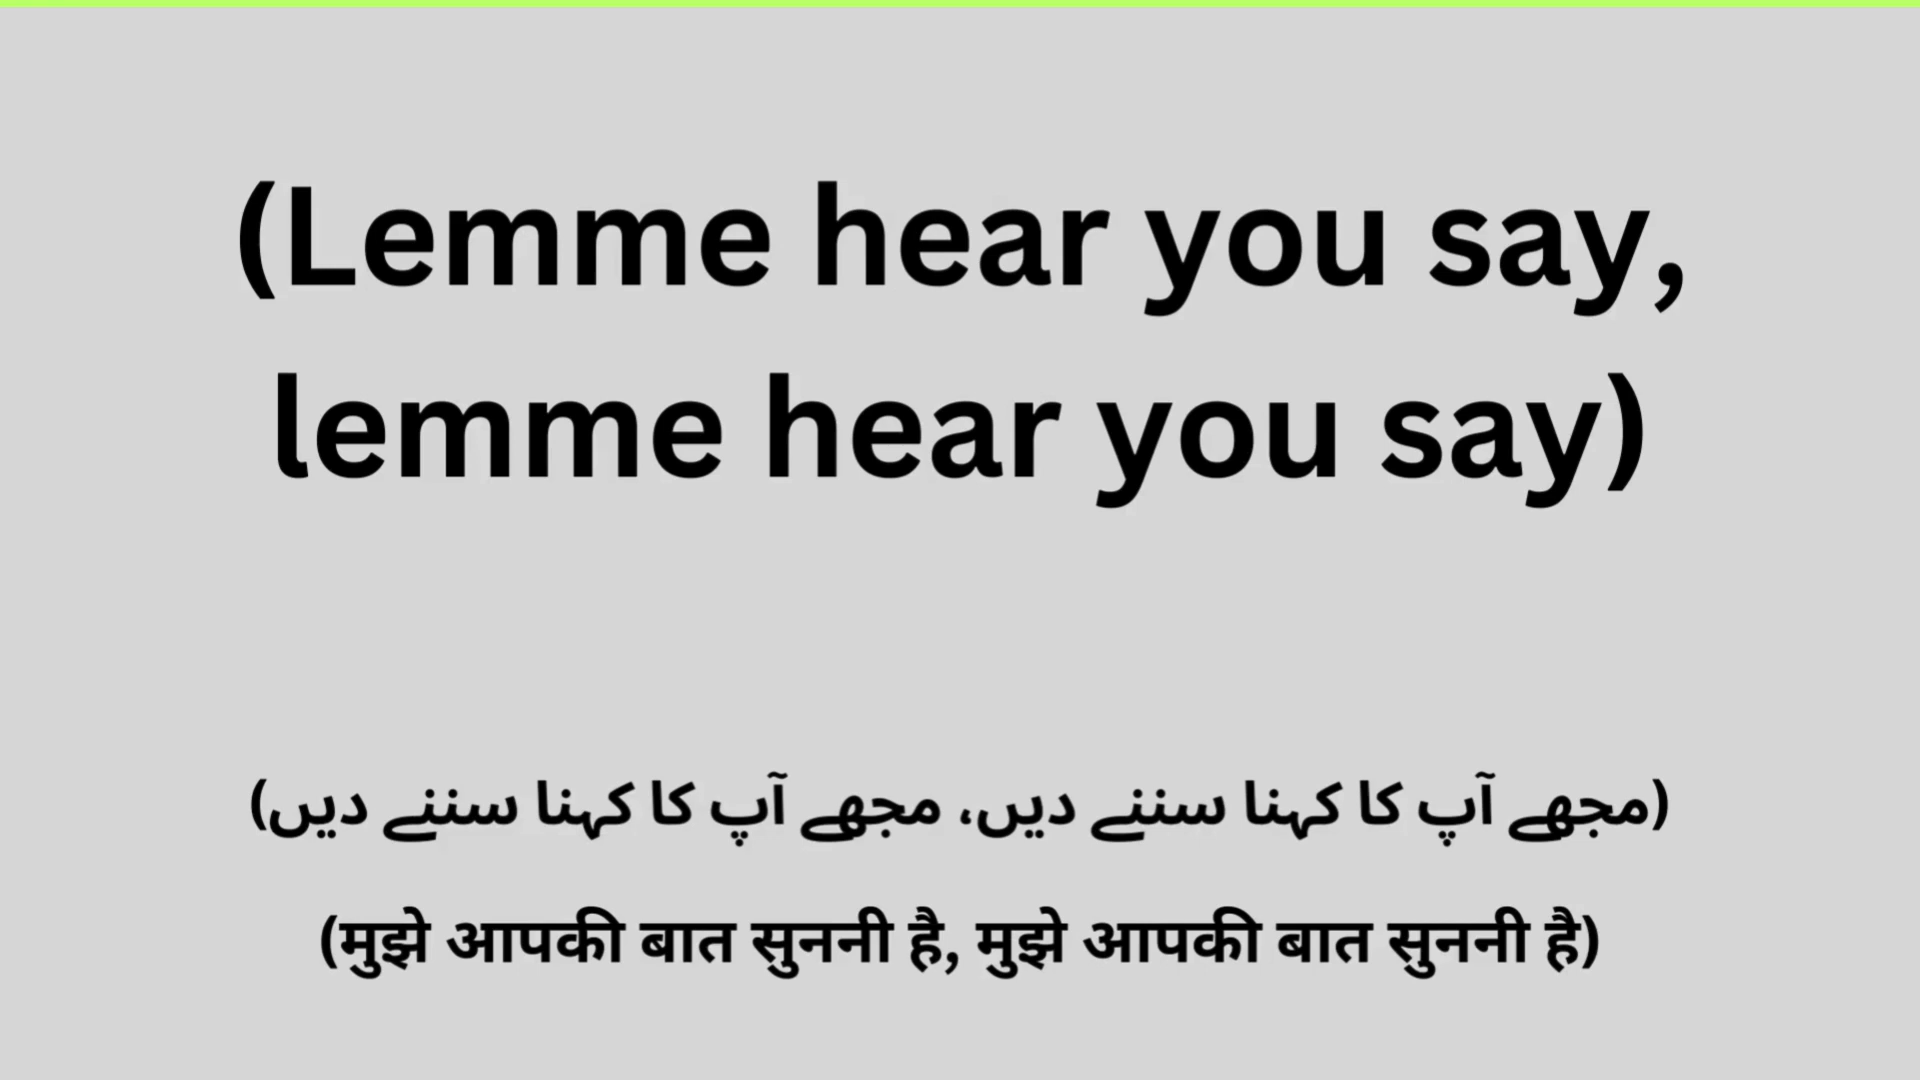 (Lemme hear you say,
lemme hear you say)
(مجھے آپ کا کہنا سننے دیں، مجھے آپ کا کہنا سننے دیں)
(मुझे आपकी बात सुननी है, मुझे आपकी बात सुननी है)